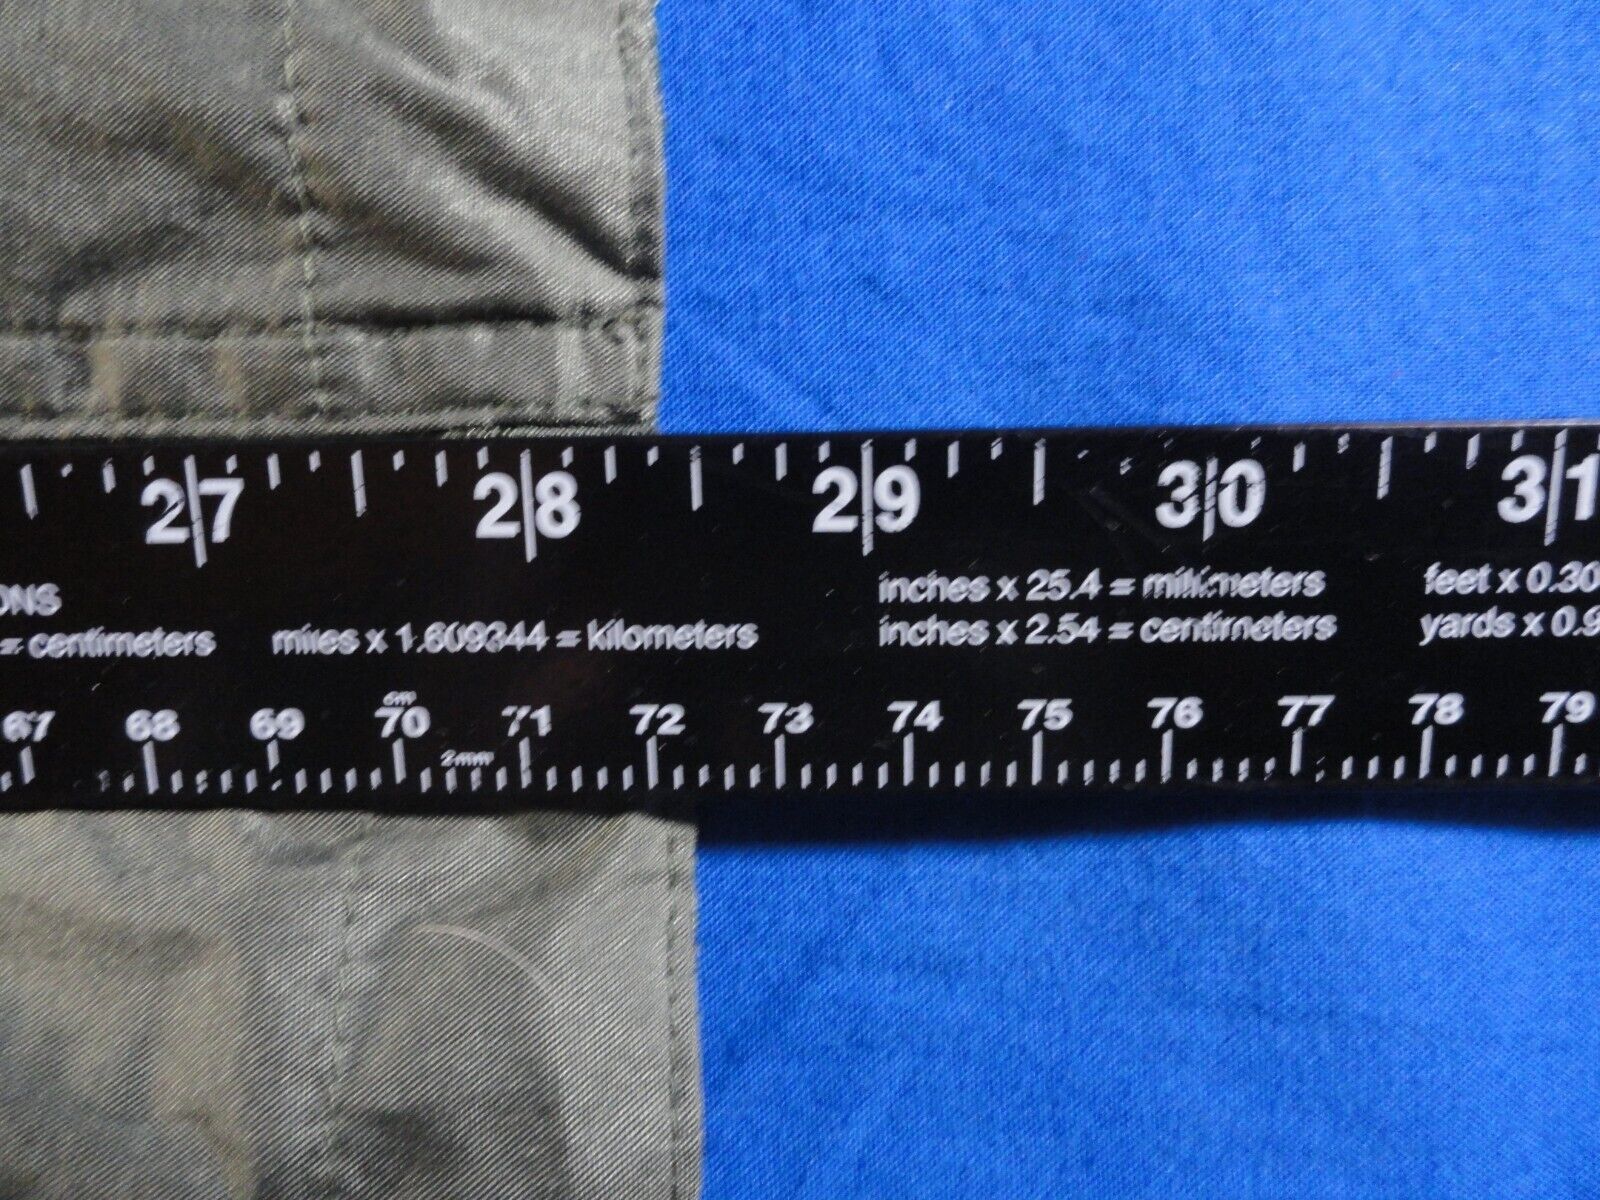 27 28 29 30 31
ONS inches x 25.4 = millimeters feet x 0.30
= centimeters miles x 1.609344 = kilometers inches x 2.54 = centimeters yards x 0.9
cm
67 68 69 70 71 72 73 74 75 76 77 78 79
2mm